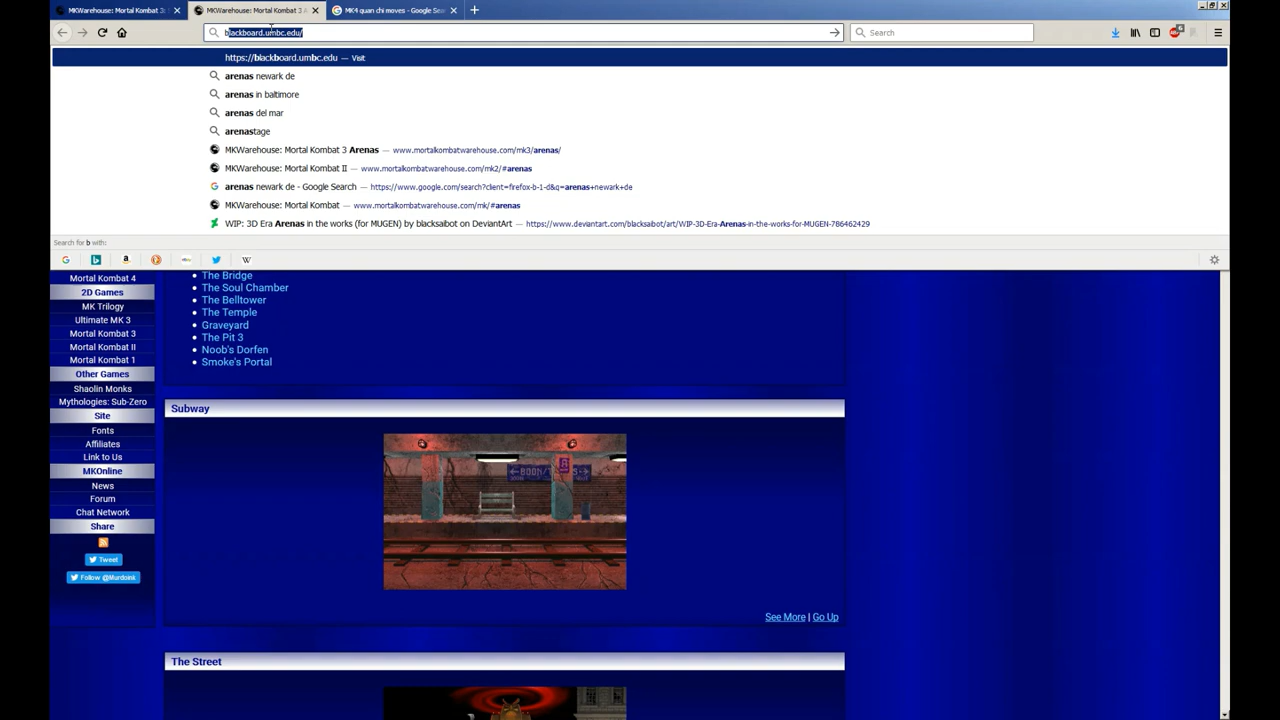 MKWarehouse: Mortal Kombat 3:
MKWarehouse: Mortal Kombat 3 A
MK4 quan chi moves - Google Sea
blackboard.umbc.edu/
Search
6
https://blackboard.umbc.edu — Visit
arenas newark de
arenas in baltimore
arenas del mar
arenastage
MKWarehouse: Mortal Kombat 3 Arenas — www.mortalkombatwarehouse.com/mk3/arenas/
MKWarehouse: Mortal Kombat II — www.mortalkombatwarehouse.com/mk2/#arenas
arenas newark de - Google Search — https://www.google.com/search?client=firefox-b-1-d&q=arenas+newark+de
MKWarehouse: Mortal Kombat — www.mortalkombatwarehouse.com/mk/#arenas
WIP: 3D Era Arenas in the works (for MUGEN) by blacksaibot on DeviantArt — https://www.deviantart.com/blacksaibot/art/WIP-3D-Era-Arenas-in-the-works-for-MUGEN-786462429
Search for b with:
Mortal Kombat 4
2D Games
MK Trilogy
Ultimate MK 3
Mortal Kombat 3
Mortal Kombat II
Mortal Kombat 1
Other Games
Shaolin Monks
Mythologies: Sub-Zero
Site
Fonts
Affiliates
Link to Us
MKOnline
News
Forum
Chat Network
Share
Tweet
Follow @Murdoink
The Bridge
The Soul Chamber
The Belltower
The Temple
Graveyard
The Pit 3
Noob's Dorfen
Smoke's Portal
Subway
See More | Go Up
The Street